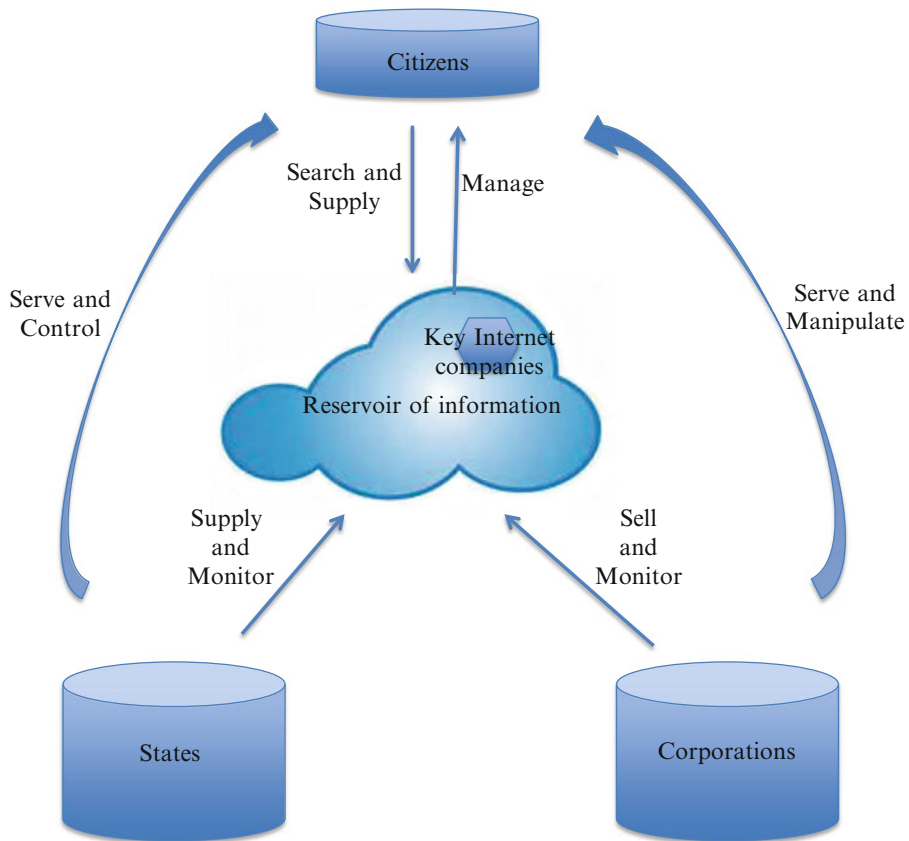 Citizens
Search and
Supply
Manage
Serve and
Control
Serve and
Manipulate
Key Internet
companies
Reservoir of information
Supply
and
Monitor
Sell
and
Monitor
States
Corporations